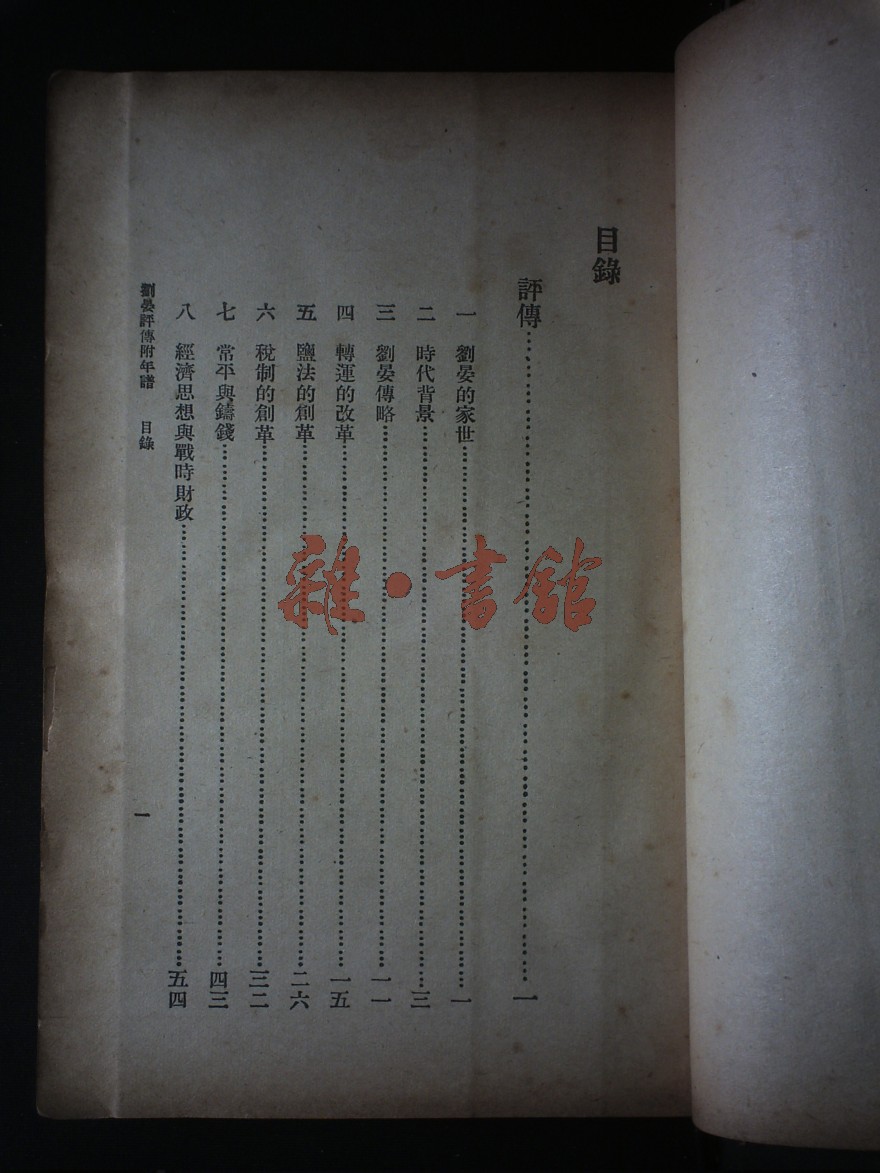 目錄
評傳……一
一 劉晏的家世……一
二 時代背景……三
三 劉晏傳略……一一
四 轉運的改革……一五
五 鹽法的創革……二六
六 稅制的創革……三二
七 常平與鑄錢……四三
八 經濟思想與戰時財政……五四
劉晏評傳附年譜 目錄
一
雜·書館